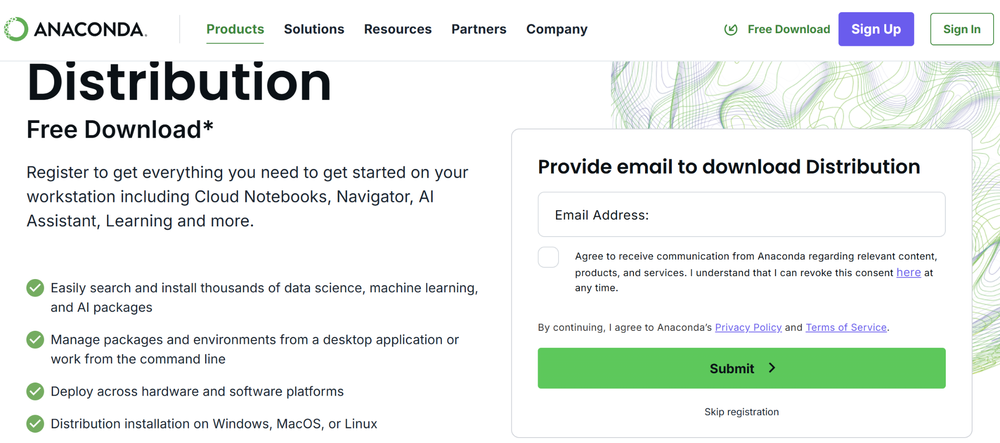 ANACONDA.
Products
Solutions
Resources
Partners
Company
Free Download
Sign Up
Sign In
Distribution
Free Download*
Register to get everything you need to get started on your
workstation including Cloud Notebooks, Navigator, AI
Assistant, Learning and more.
Easily search and install thousands of data science, machine learning,
and AI packages
Manage packages and environments from a desktop application or
work from the command line
Deploy across hardware and software platforms
Distribution installation on Windows, MacOS, or Linux
Provide email to download Distribution
Email Address:
Agree to receive communication from Anaconda regarding relevant content,
products, and services. I understand that I can revoke this consent here at
any time.
By continuing, I agree to Anaconda’s Privacy Policy and Terms of Service.
Submit
Skip registration